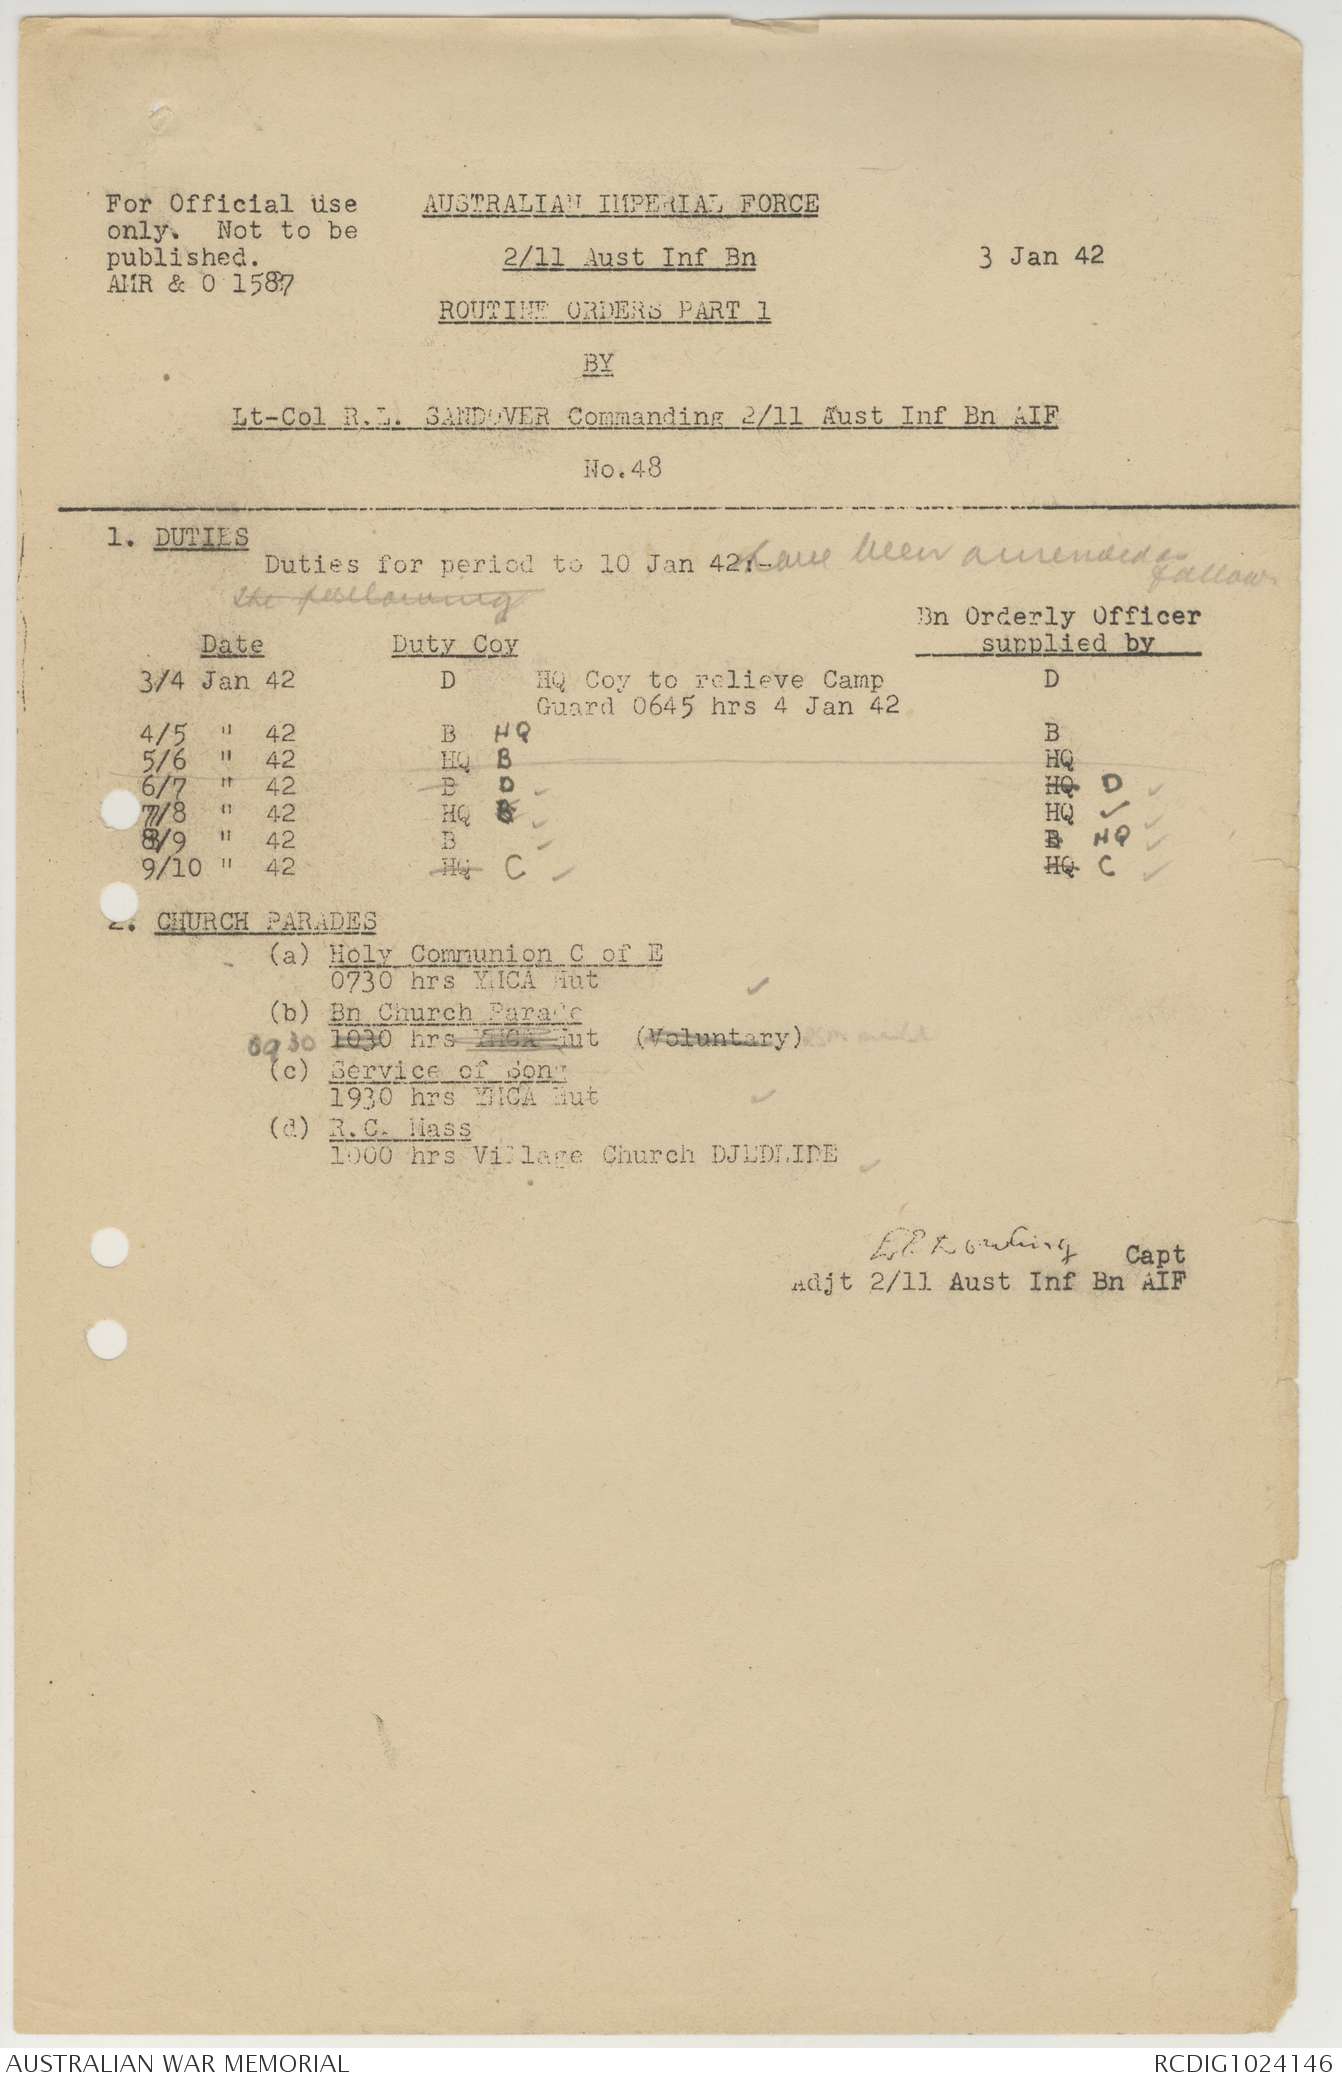 For Official use
only. Not to be
published.
AMR & O 1587
AUSTRALIAN IMPERIAL FORCE
2/11 Aust Inf Bn
3 Jan 42
ROUTINE ORDERS PART 1
BY
Lt-Col R.L. SANDOVER Commanding 2/11 Aust Inf Bn AIF
No.48
1. DUTIES
Duties for period to 10 Jan 42:- have been amended as
follows
the following
Bn Orderly Officer
Date Duty Coy supplied by
3/4 Jan 42 D HQ Coy to relieve Camp D
Guard 0645 hrs 4 Jan 42
4/5 " 42 B HQ B
5/6 " 42 HQ B HQ
6/7 " 42 B D ✓ HQ D ✓
7/8 " 42 HQ B ✓ HQ ✓ ✓
8/9 " 42 B ✓ B HQ ✓
9/10 " 42 HQ C ✓ HQ C ✓
2. CHURCH PARADES
(a) Holy Communion C of E
0730 hrs YMCA Hut ✓
(b) Bn Church Parade
0930 1030 hrs YMCA Hut (Voluntary)
(c) Service of Song
1930 hrs YMCA Hut ✓
(d) R.C. Mass
1000 hrs Village Church DJEDLIDE ✓
Capt
Adjt 2/11 Aust Inf Bn AIF
AUSTRALIAN WAR MEMORIAL
RCDIG1024146